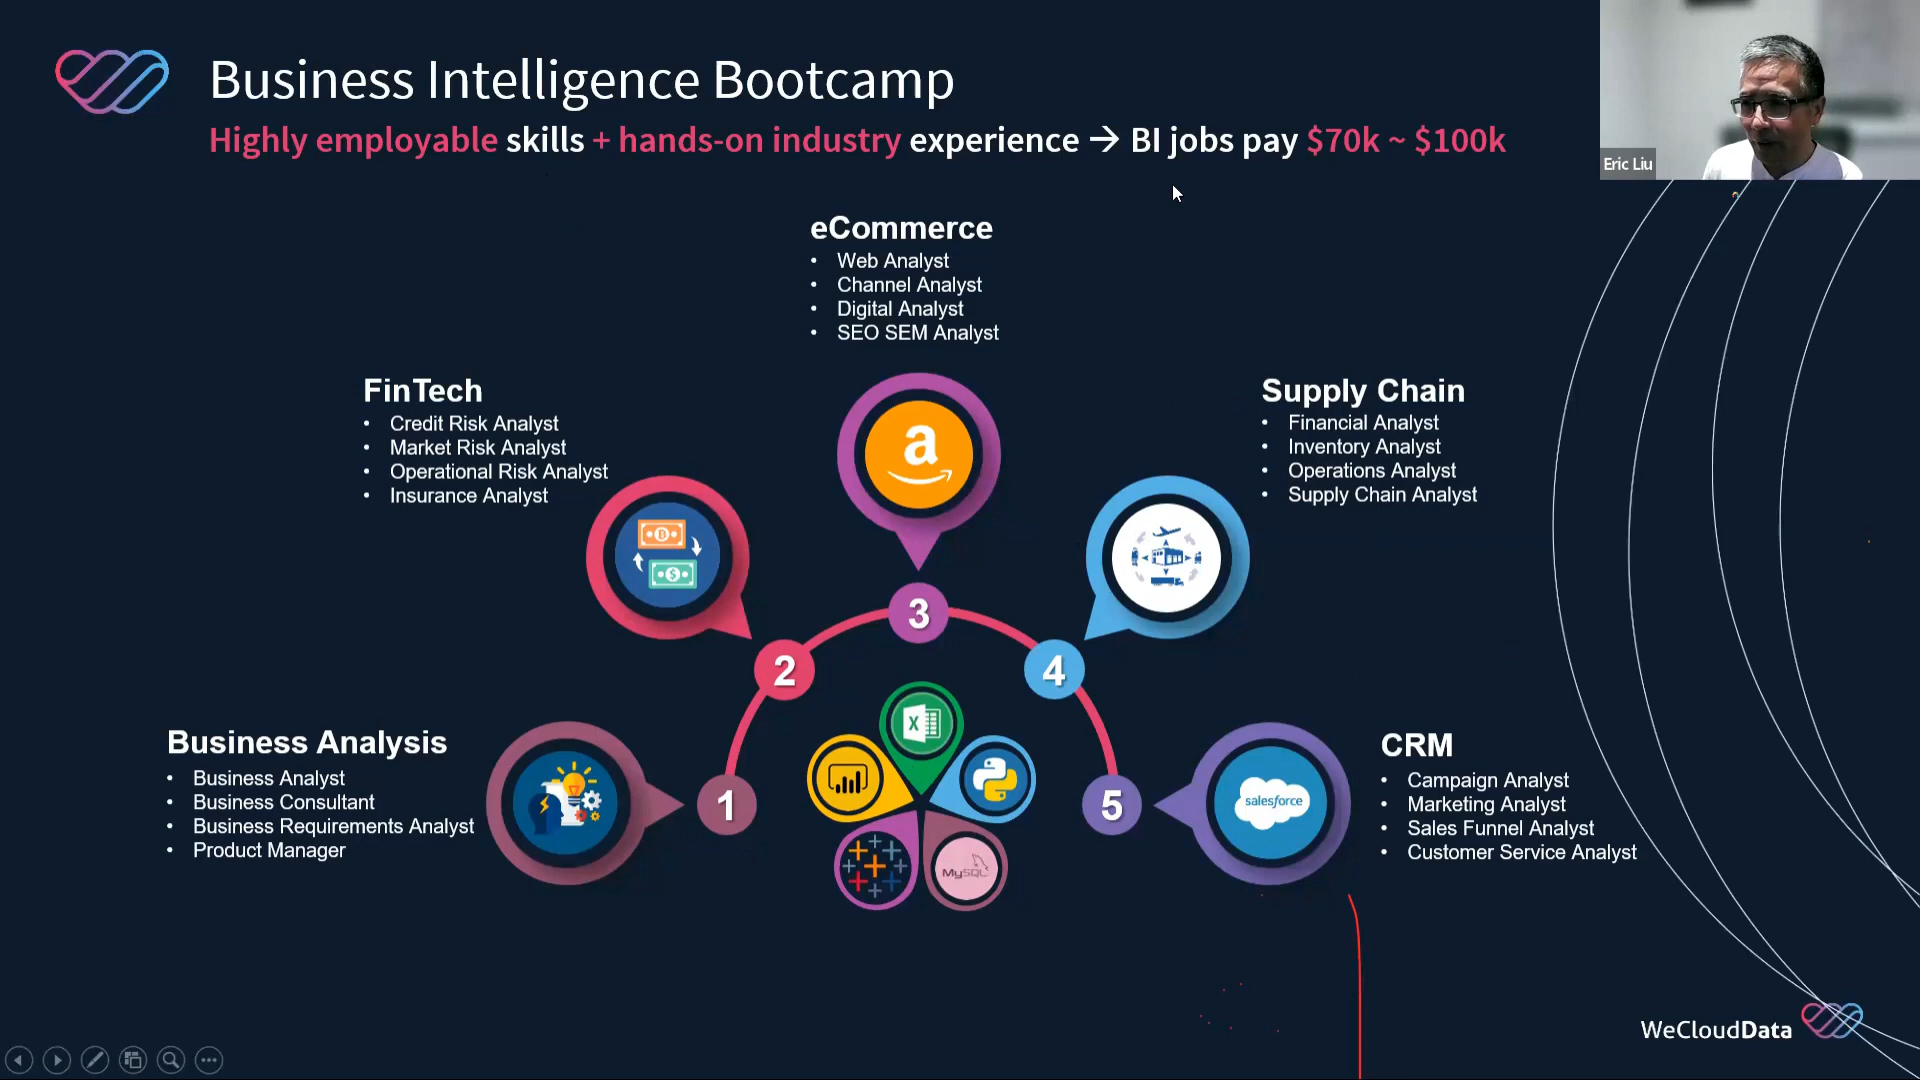 Business Intelligence Bootcamp
Highly employable skills + hands-on industry experience → BI jobs pay $70k ~ $100k
Eric Liu
eCommerce
• Web Analyst
• Channel Analyst
• Digital Analyst
• SEO SEM Analyst
FinTech
• Credit Risk Analyst
• Market Risk Analyst
• Operational Risk Analyst
• Insurance Analyst
a
Supply Chain
• Financial Analyst
• Inventory Analyst
• Operations Analyst
• Supply Chain Analyst
3
2
4
X
Business Analysis
• Business Analyst
• Business Consultant
• Business Requirements Analyst
• Product Manager
1
5
MySQL
salesforce
CRM
• Campaign Analyst
• Marketing Analyst
• Sales Funnel Analyst
• Customer Service Analyst
WeCloudData